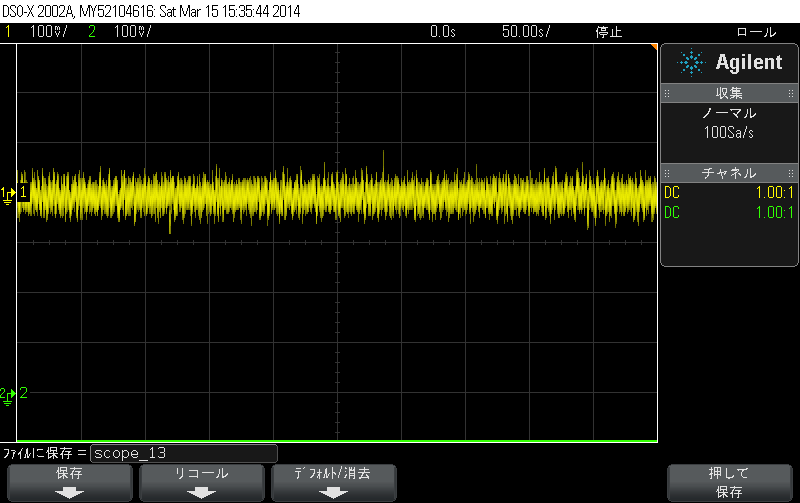 DSO-X 2002A, MY52104616: Sat Mar 15 15:35:44 2014
1 100㎷/ 2 100㎷/ 0.0s 50.00s/ 停止 ロール
Agilent
収集
ノーマル
100Sa/s
チャネル
DC 1.00:1
DC 1.00:1
1 1
2 2
ファイルに保存 = scope_13
保存 リコール デフォルト/消去 押して
保存